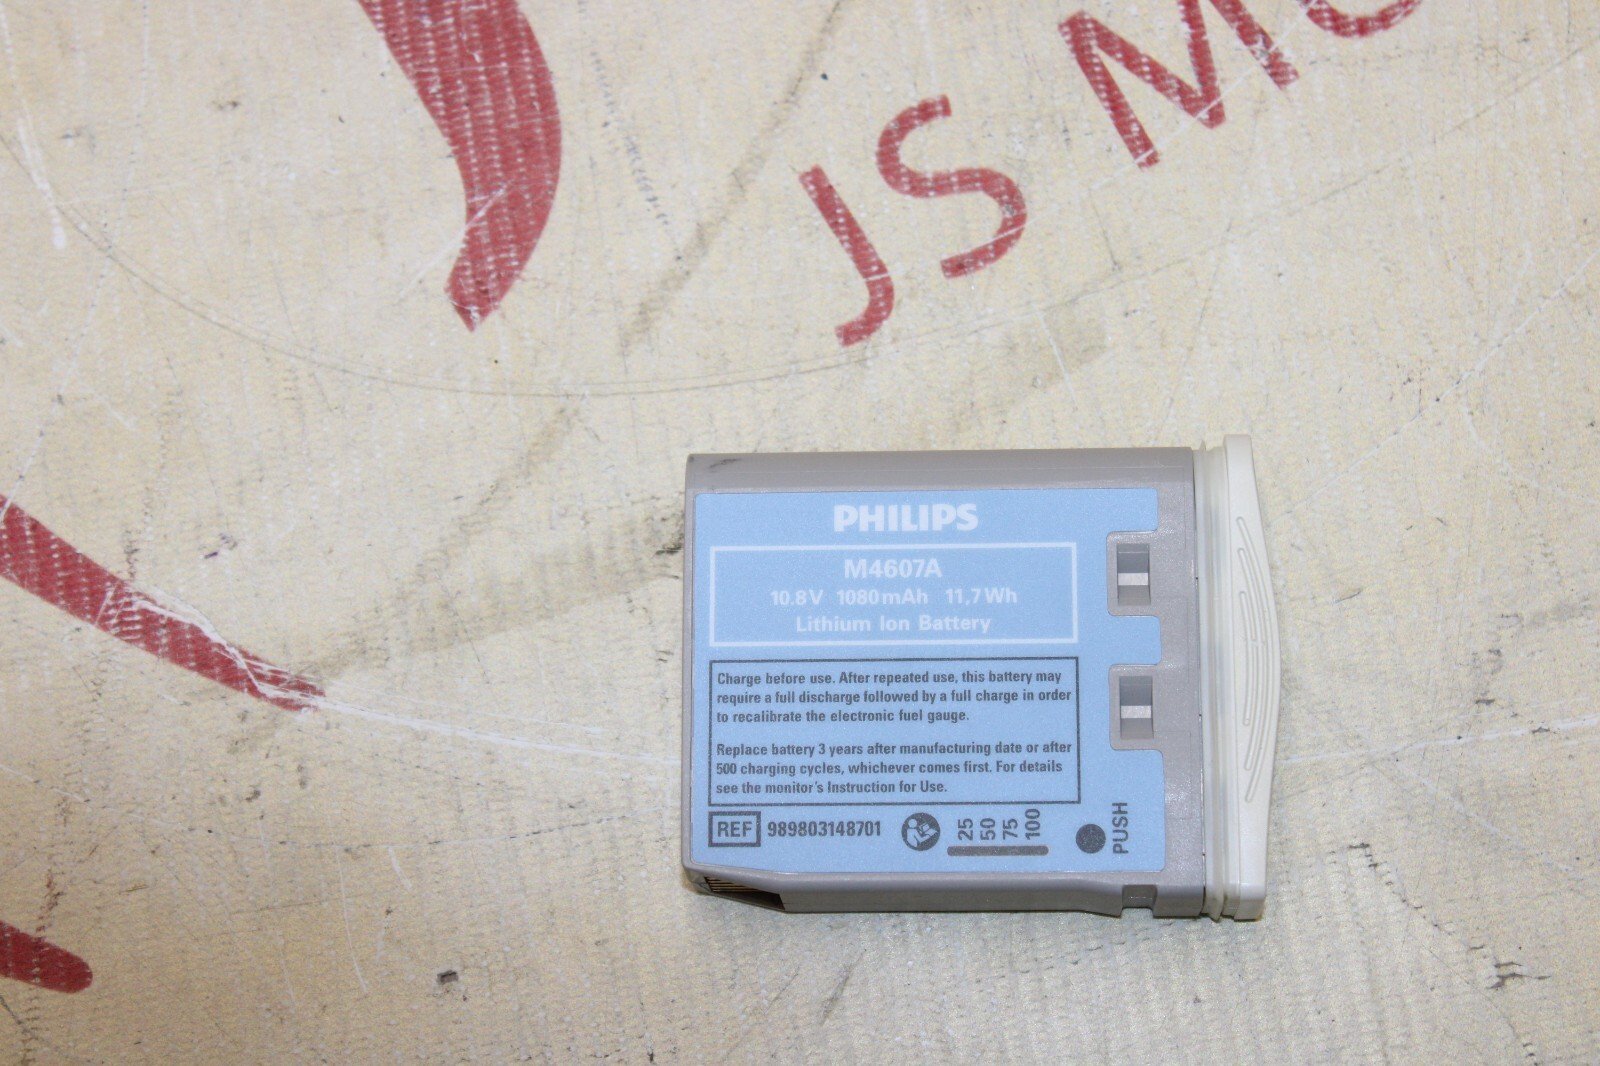 JS MO
PHILIPS
M4607A
10.8V 1080mAh 11,7Wh
Lithium Ion Battery
Charge before use. After repeated use, this battery may
require a full discharge followed by a full charge in order
to recalibrate the electronic fuel gauge.
Replace battery 3 years after manufacturing date or after
500 charging cycles, whichever comes first. For details
see the monitor's Instruction for Use.
REF 989803148701
25
50
75
100
PUSH